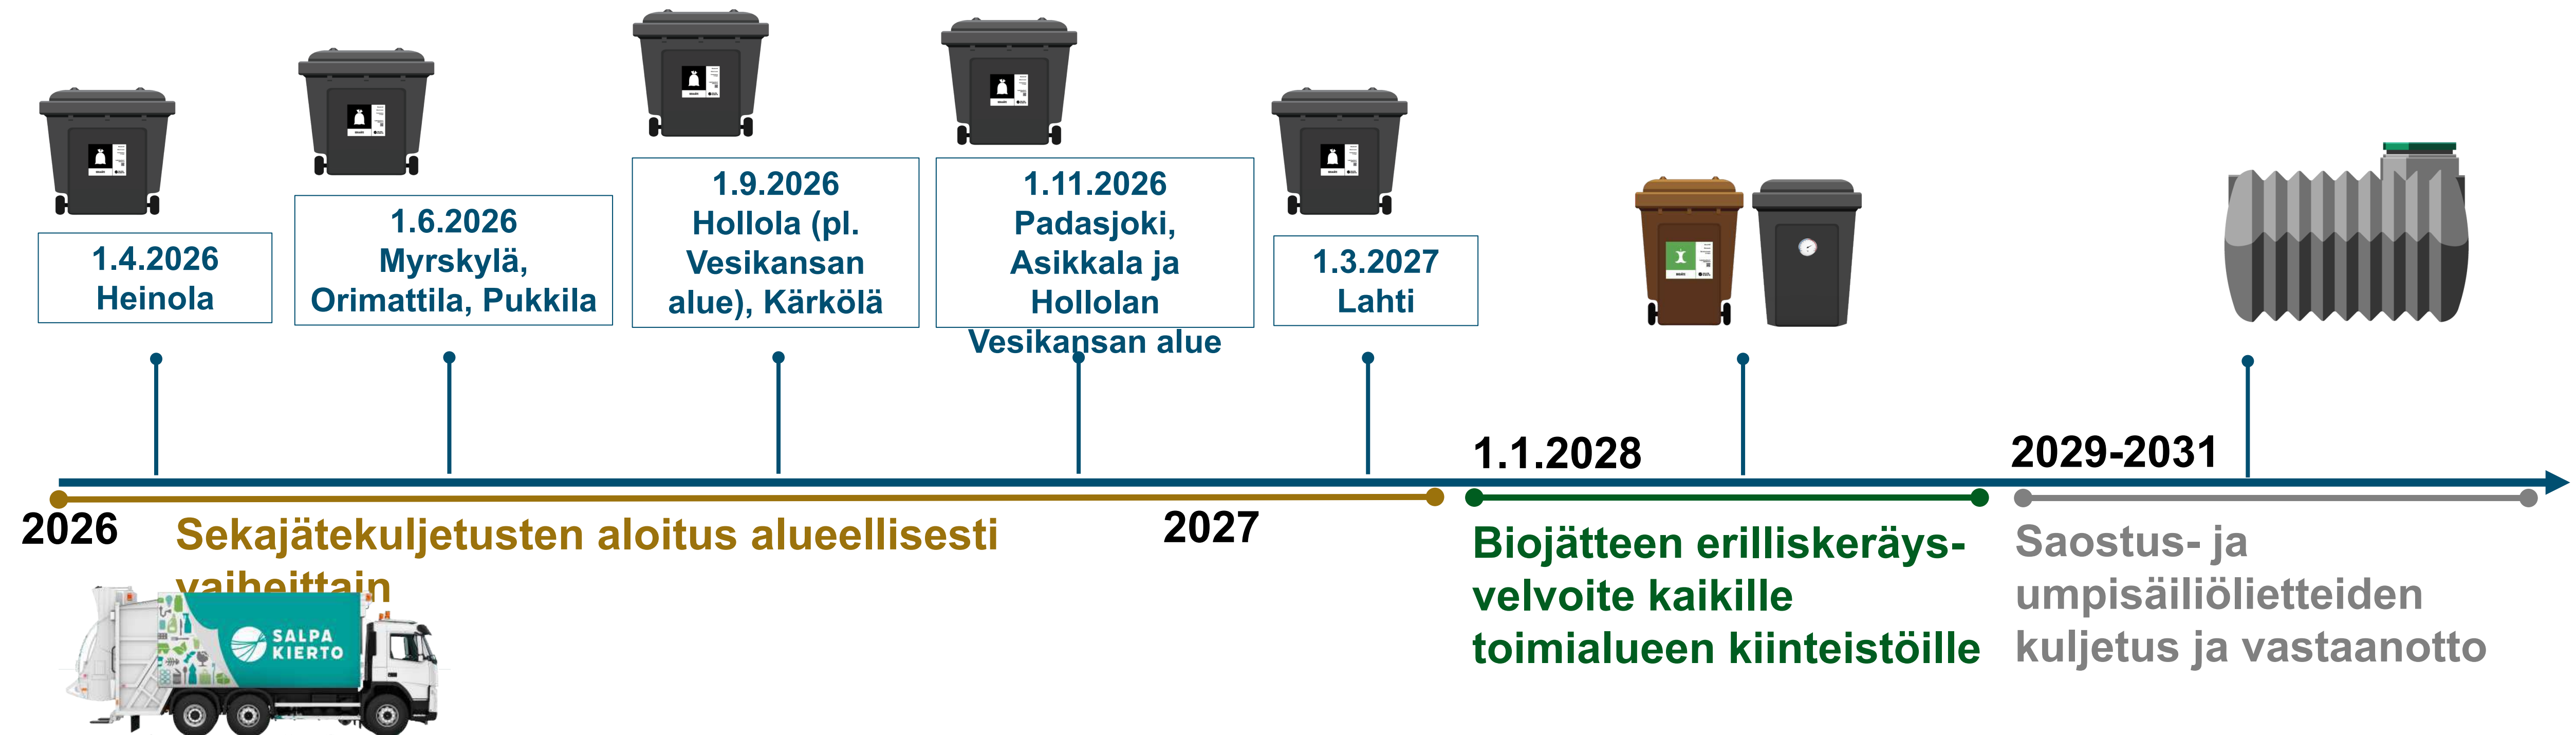 1.4.2026
Heinola
1.6.2026
Myrskylä,
Orimattila, Pukkila
1.9.2026
Hollola (pl.
Vesikansan
alue), Kärkölä
1.11.2026
Padasjoki,
Asikkala ja
Hollolan
Vesikansan alue
1.3.2027
Lahti
1.1.2028
2029-2031
2026
2027
Sekajätekuljetusten aloitus alueellisesti
vaiheittain
Biojätteen erilliskeräys-
velvoite kaikille
toimialueen kiinteistöille
Saostus- ja
umpisäiliölietteiden
kuljetus ja vastaanotto
SALPA
KIERTO